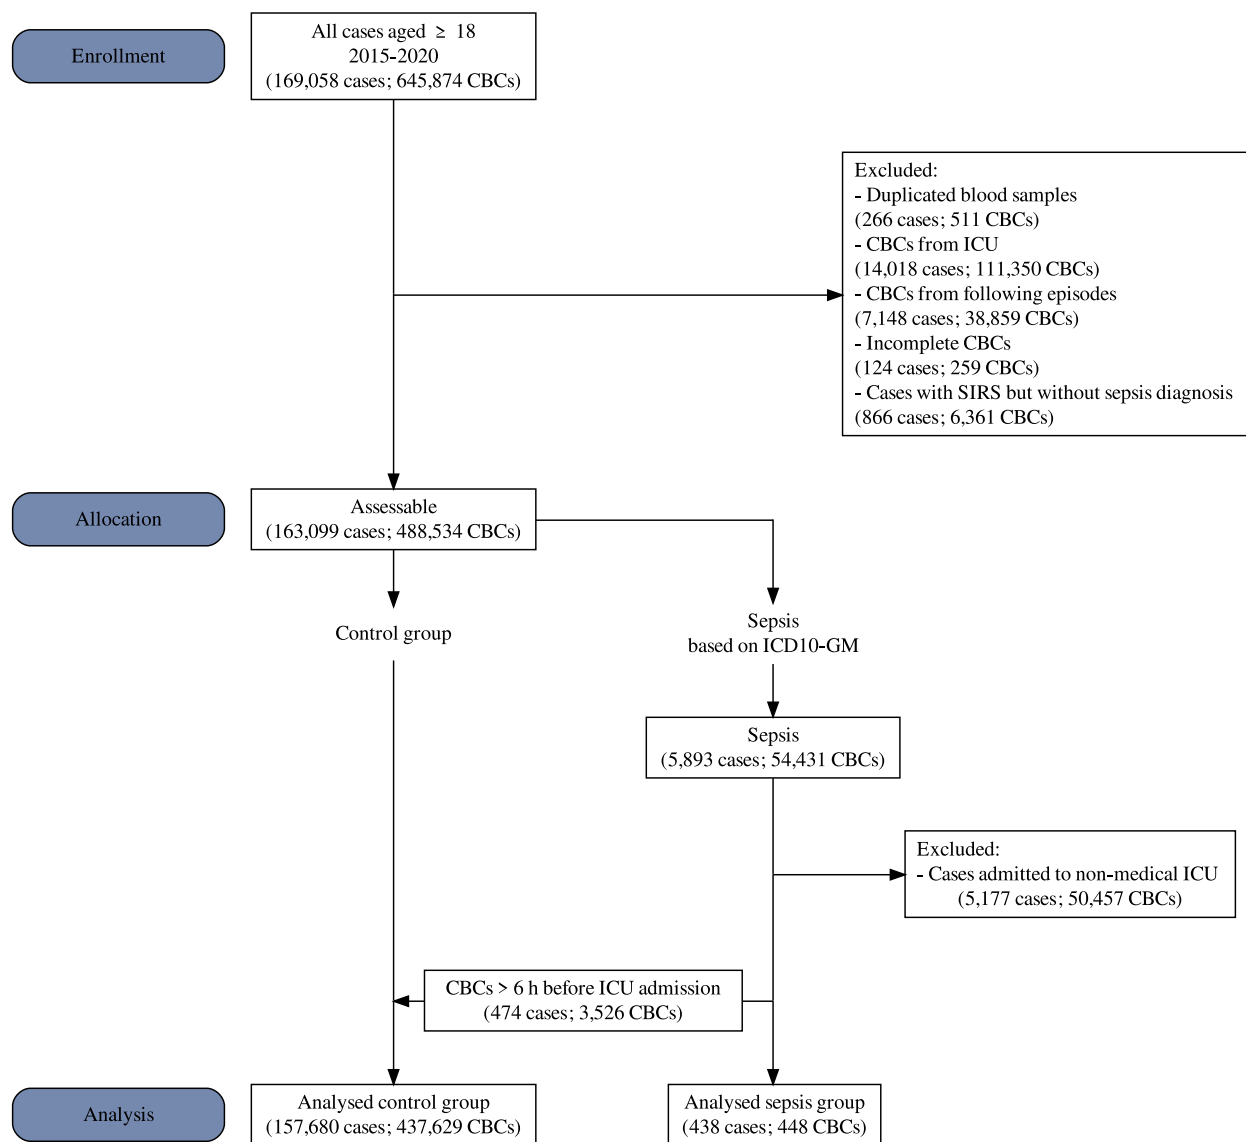 Enrollment
All cases aged ≥ 18
2015-2020
(169,058 cases; 645,874 CBCs)
Excluded:
- Duplicated blood samples
(266 cases; 511 CBCs)
- CBCs from ICU
(14,018 cases; 111,350 CBCs)
- CBCs from following episodes
(7,148 cases; 38,859 CBCs)
- Incomplete CBCs
(124 cases; 259 CBCs)
- Cases with SIRS but without sepsis diagnosis
(866 cases; 6,361 CBCs)
Allocation
Assessable
(163,099 cases; 488,534 CBCs)
Control group
Sepsis
based on ICD10-GM
Sepsis
(5,893 cases; 54,431 CBCs)
Excluded:
- Cases admitted to non-medical ICU
(5,177 cases; 50,457 CBCs)
CBCs > 6 h before ICU admission
(474 cases; 3,526 CBCs)
Analysis
Analysed control group
(157,680 cases; 437,629 CBCs)
Analysed sepsis group
(438 cases; 448 CBCs)